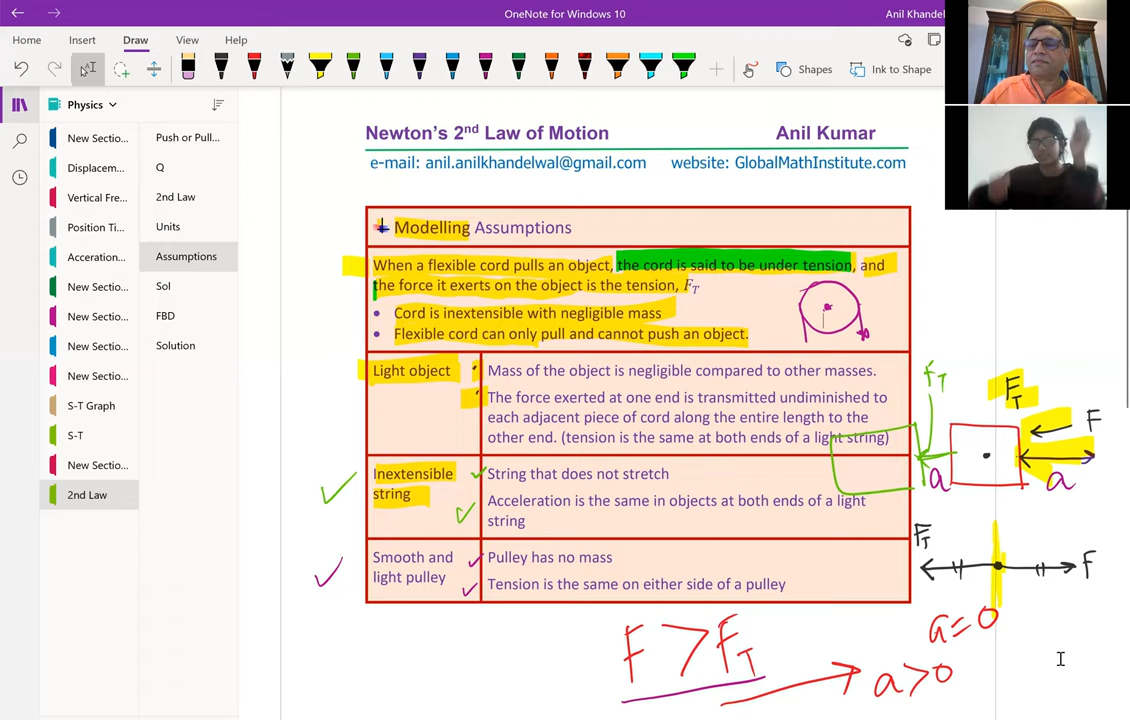 OneNote for Windows 10
Anil Khandel
Home
Insert
Draw
View
Help
Shapes
Ink to Shape
Physics
New Sectio...
Displacem...
Vertical Fre...
Position Ti...
Acceration...
New Sectio...
New Sectio...
New Sectio...
New Sectio...
S-T Graph
S-T
New Sectio...
2nd Law
Push or Pull...
Q
2nd Law
Units
Assumptions
Sol
FBD
Solution
Newton's 2nd Law of Motion Anil Kumar
e-mail: anil.anilkhandelwal@gmail.com website: GlobalMathInstitute.com
Modelling Assumptions
When a flexible cord pulls an object, the cord is said to be under tension, and
the force it exerts on the object is the tension, FT
• Cord is inextensible with negligible mass
• Flexible cord can only pull and cannot push an object.
Light object
Mass of the object is negligible compared to other masses.
The force exerted at one end is transmitted undiminished to
each adjacent piece of cord along the entire length to the
other end. (tension is the same at both ends of a light string)
Inextensible
string
String that does not stretch
Acceleration is the same in objects at both ends of a light
string
Smooth and
light pulley
Pulley has no mass
Tension is the same on either side of a pulley
FT
FT
F
a
a
FT
F
a=0
F > FT
a>0